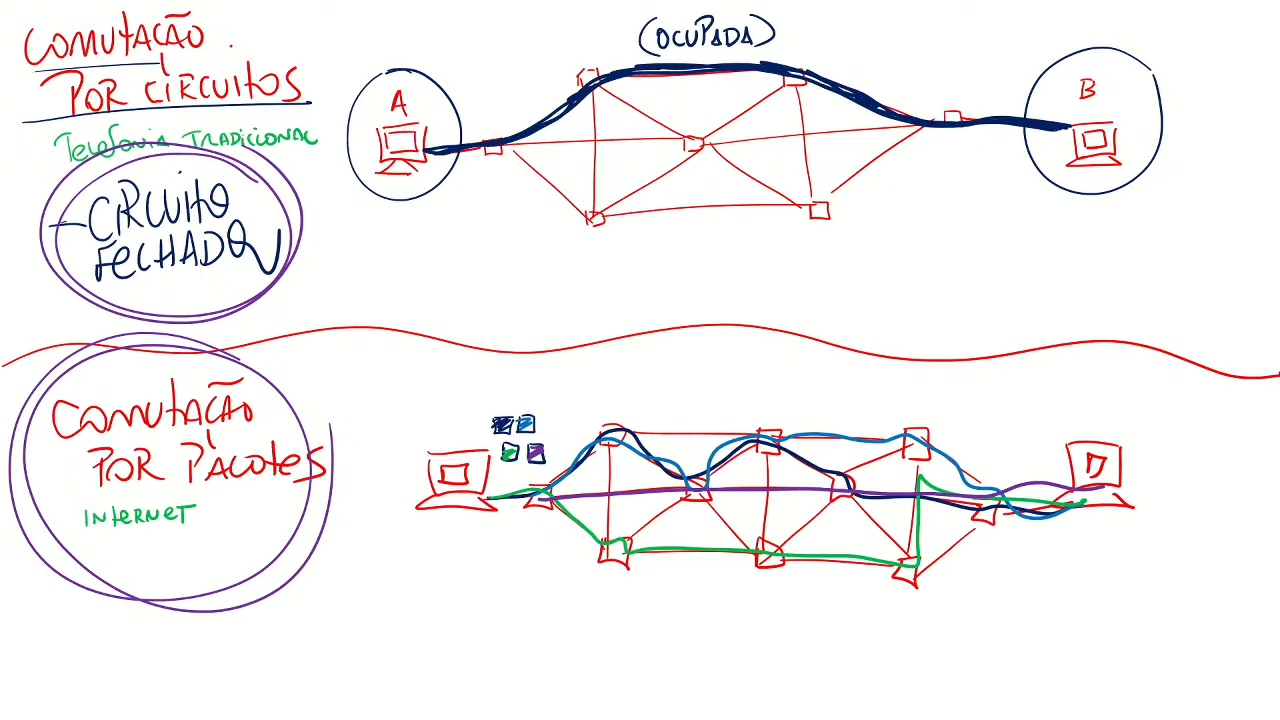 COMUTAÇÃO
POR CIRCUITOS
TELEFONIA TRADICIONAL
- CIRCUITO
FECHADO
(OCUPADA)
A
B
COMUTAÇÃO
POR PACOTES
INTERNET
D